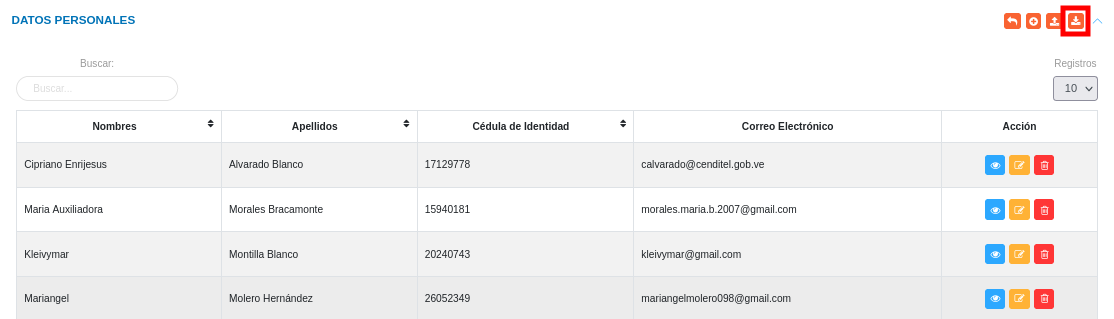 DATOS PERSONALES
Buscar:
Registros
Buscar...
10
Nombres Apellidos Cédula de Identidad Correo Electrónico Acción
Cipriano Enrijesus Alvarado Blanco 17129778 calvarado@cenditel.gob.ve
Maria Auxiliadora Morales Bracamonte 15940181 morales.maria.b.2007@gmail.com
Kleivymar Montilla Blanco 20240743 kleivymar@gmail.com
Mariangel Molero Hernández 26052349 mariangelmolero098@gmail.com